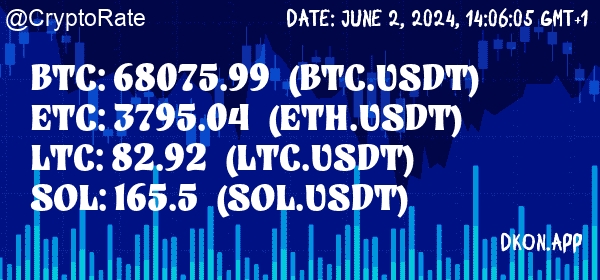 @CryptoRate
DATE: JUNE 2, 2024, 14:06:05 GMT+1
BTC: 68075.99 (BTC.USDT)
ETC: 3795.04 (ETH.USDT)
LTC: 82.92 (LTC.USDT)
SOL: 165.5 (SOL.USDT)
DKON.APP